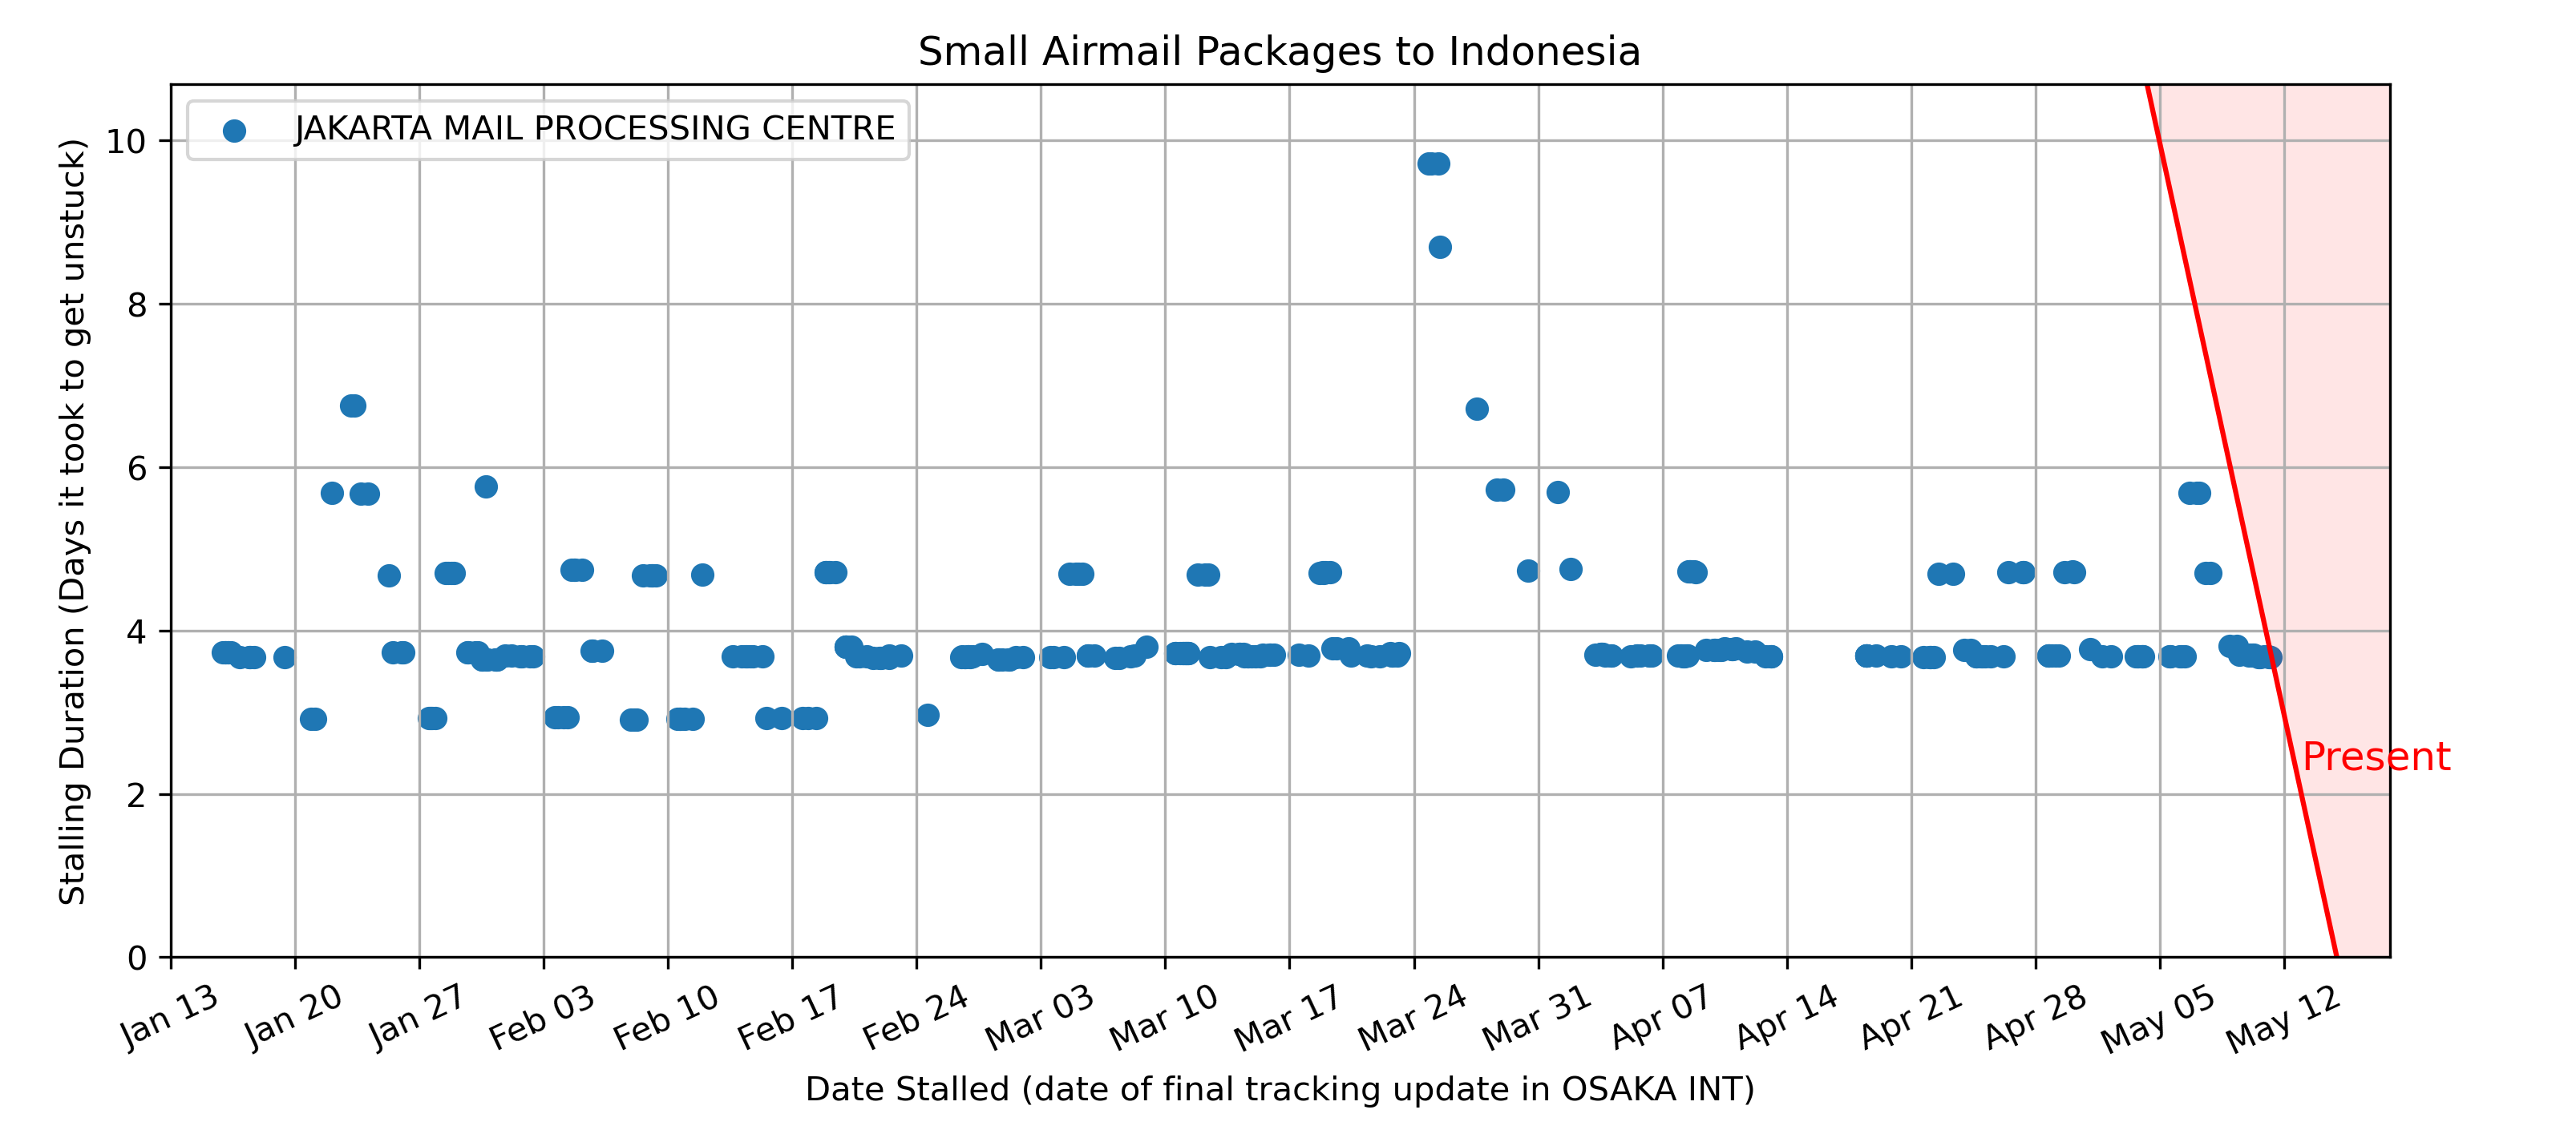 Small Airmail Packages to Indonesia
JAKARTA MAIL PROCESSING CENTRE
Stalling Duration (Days it took to get unstuck)
10
8
6
4
2
0
Present
Jan 13
Jan 20
Jan 27
Feb 03
Feb 10
Feb 17
Feb 24
Mar 03
Mar 10
Mar 17
Mar 24
Mar 31
Apr 07
Apr 14
Apr 21
Apr 28
May 05
May 12
Date Stalled (date of final tracking update in OSAKA INT)